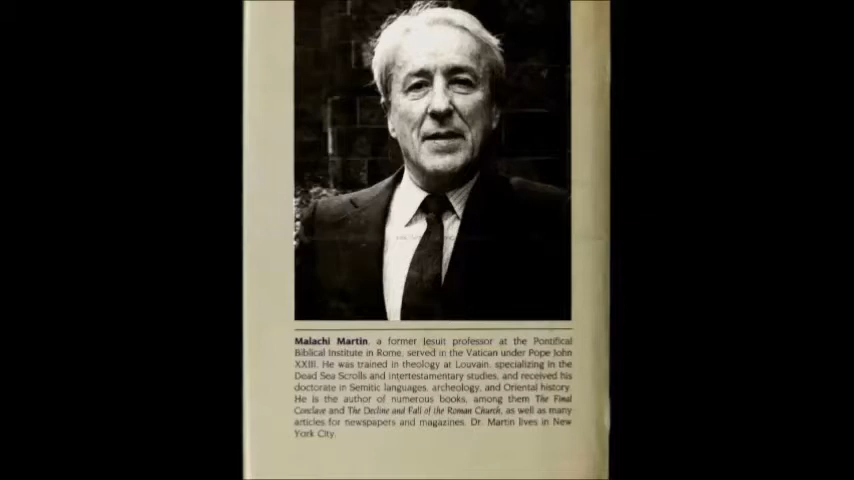 Malachi Martin, a former Jesuit professor at the Pontifical
Biblical Institute in Rome, served in the Vatican under Pope John
XXIII. He was trained in theology at Louvain, specializing in the
Dead Sea Scrolls and intertestamentary studies, and received his
doctorate in Semitic languages, archeology, and Oriental history.
He is the author of numerous books, among them The Final
Conclave and The Decline and Fall of the Roman Church, as well as many
articles for newspapers and magazines. Dr. Martin lives in New
York City.